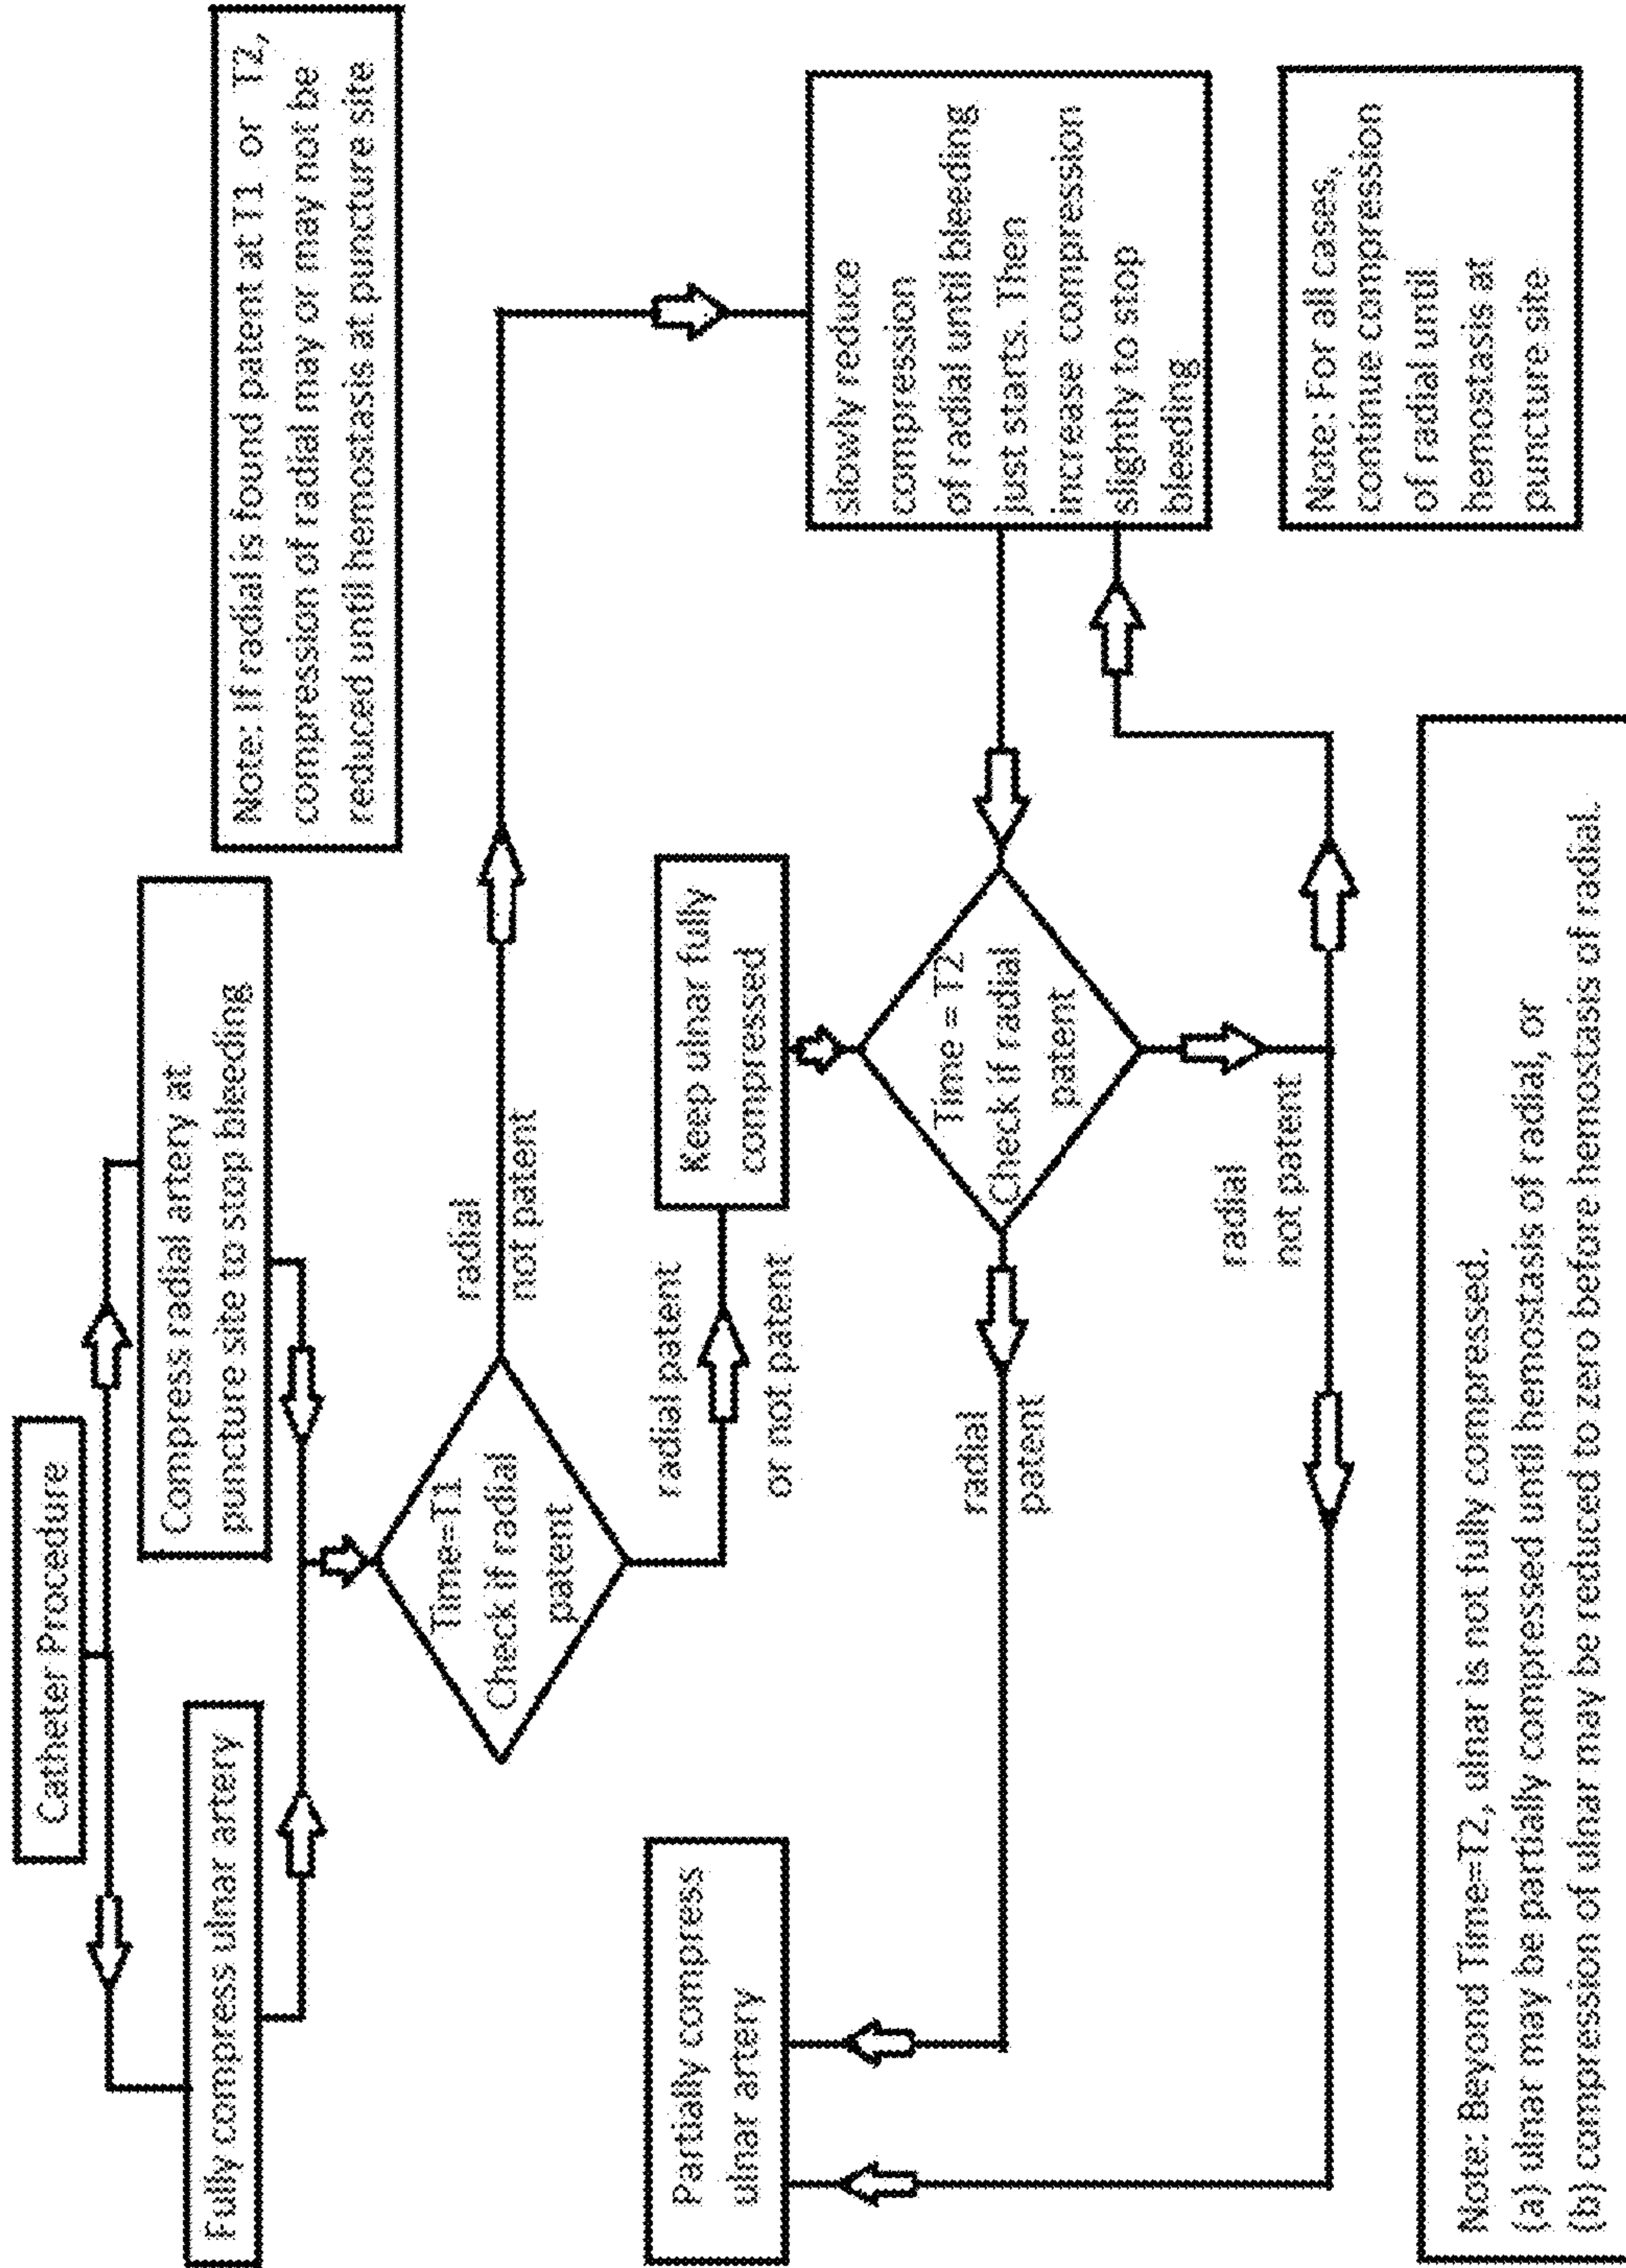 Catheter Procedure
Fully compress ulnar artery
Compress radial artery at
puncture site to stop bleeding
Note: If radial is found patent at T1 or T2,
compression of radial may or may not be
reduced until hemostasis at puncture site
Time=T1
Check if radial
patent
radial
not patent
radial patent
or not patent
Keep ulnar fully
compressed
Partially compress
ulnar artery
slowly reduce
compression
of radial until bleeding
just starts. Then
increase compression
slightly to stop
bleeding
Time = T2
Check if radial
patent
radial
patent
radial
not patent
Note: For all cases,
continue compression
of radial until
hemostasis at
puncture site
Note: Beyond Time=T2, ulnar is not fully compressed.
(a) ulnar may be partially compressed until hemostasis of radial, or
(b) compression of ulnar may be reduced to zero before hemostasis of radial.